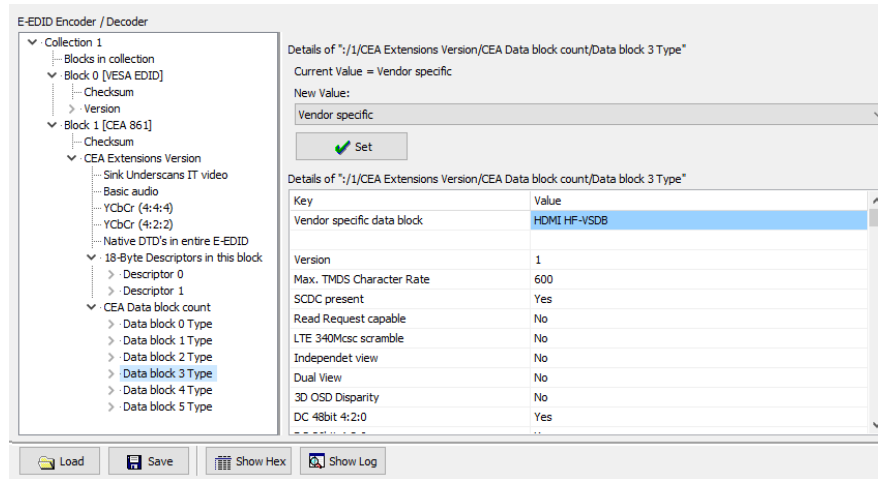 E-EDID Encoder / Decoder
Collection 1
Blocks in collection
Block 0 [VESA EDID]
Checksum
Version
Block 1 [CEA 861]
Checksum
CEA Extensions Version
Sink Underscans IT video
Basic audio
YCbCr (4:4:4)
YCbCr (4:2:2)
Native DTD's in entire E-EDID
18-Byte Descriptors in this block
Descriptor 0
Descriptor 1
CEA Data block count
Data block 0 Type
Data block 1 Type
Data block 2 Type
Data block 3 Type
Data block 4 Type
Data block 5 Type
Details of ":/1/CEA Extensions Version/CEA Data block count/Data block 3 Type"
Current Value = Vendor specific
New Value:
Vendor specific
Set
Details of ":/1/CEA Extensions Version/CEA Data block count/Data block 3 Type"
Key Value
Vendor specific data block HDMI HF-VSDB
Version 1
Max. TMDS Character Rate 600
SCDC present Yes
Read Request capable No
LTE 340Mcsc scramble No
Independet view No
Dual View No
3D OSD Disparity No
DC 48bit 4:2:0 Yes
Load Save Show Hex Show Log